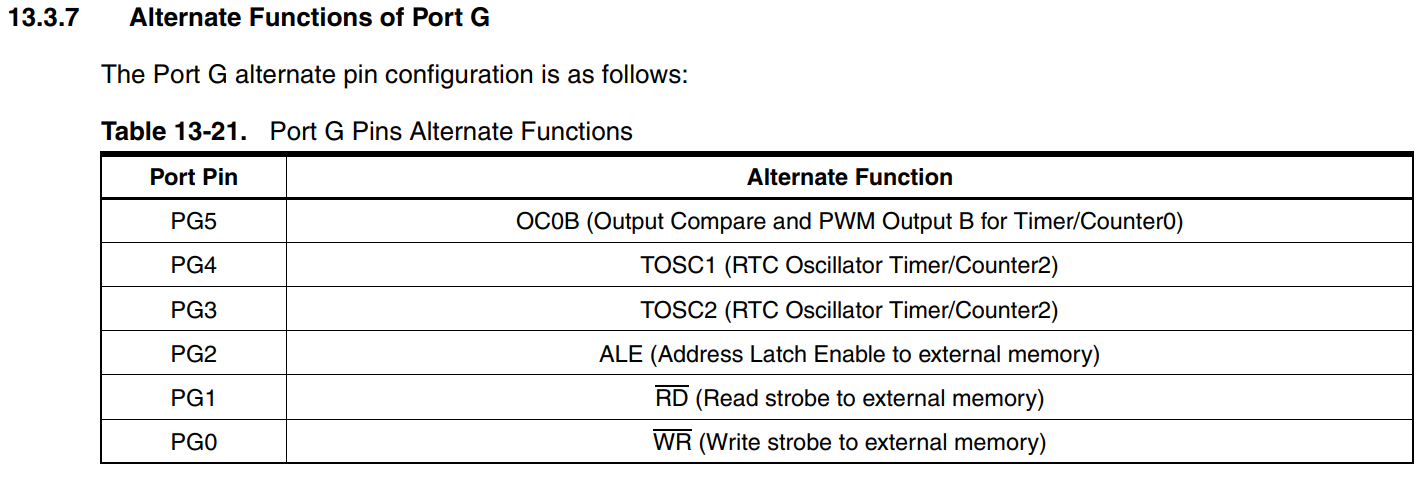 13.3.7 Alternate Functions of Port G
The Port G alternate pin configuration is as follows:
Table 13-21. Port G Pins Alternate Functions
Port Pin Alternate Function
PG5 OC0B (Output Compare and PWM Output B for Timer/Counter0)
PG4 TOSC1 (RTC Oscillator Timer/Counter2)
PG3 TOSC2 (RTC Oscillator Timer/Counter2)
PG2 ALE (Address Latch Enable to external memory)
PG1 R̅D̅ (Read strobe to external memory)
PG0 W̅R̅ (Write strobe to external memory)